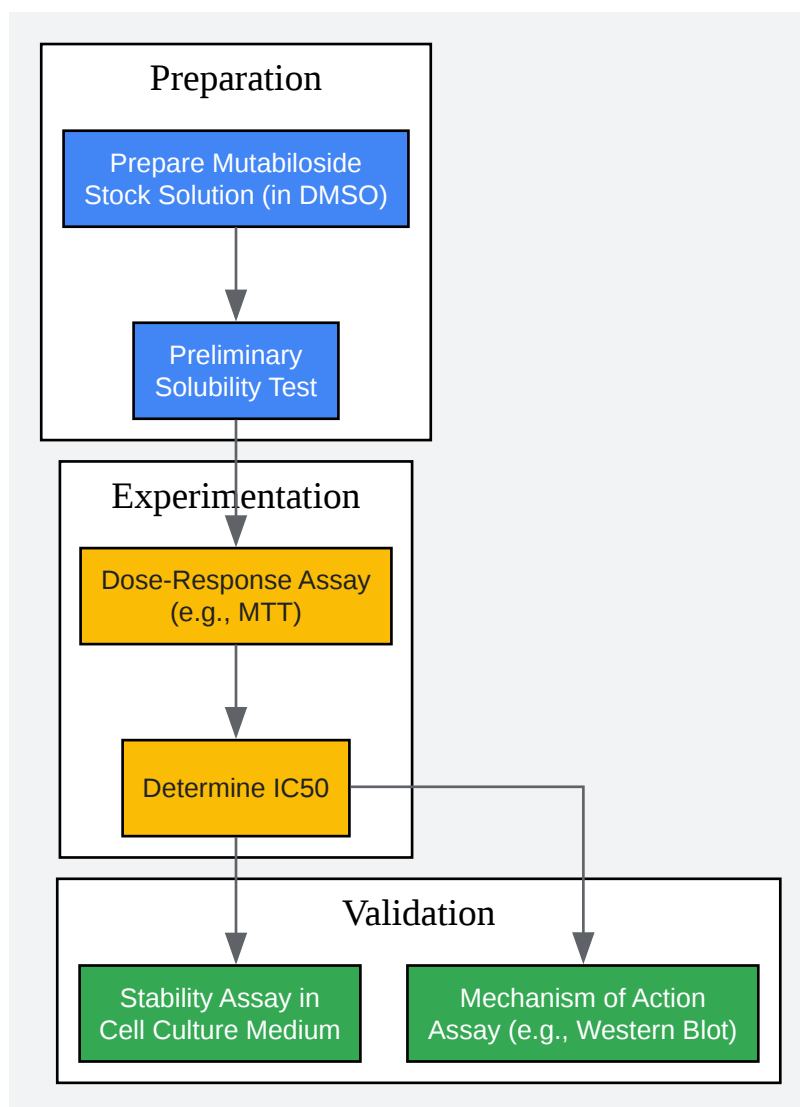 Preparation
Prepare Mutabiloside
Stock Solution (in DMSO)
Preliminary
Solubility Test
Experimentation
Dose-Response Assay
(e.g., MTT)
Determine IC50
Validation
Stability Assay in
Cell Culture Medium
Mechanism of Action
Assay (e.g., Western Blot)